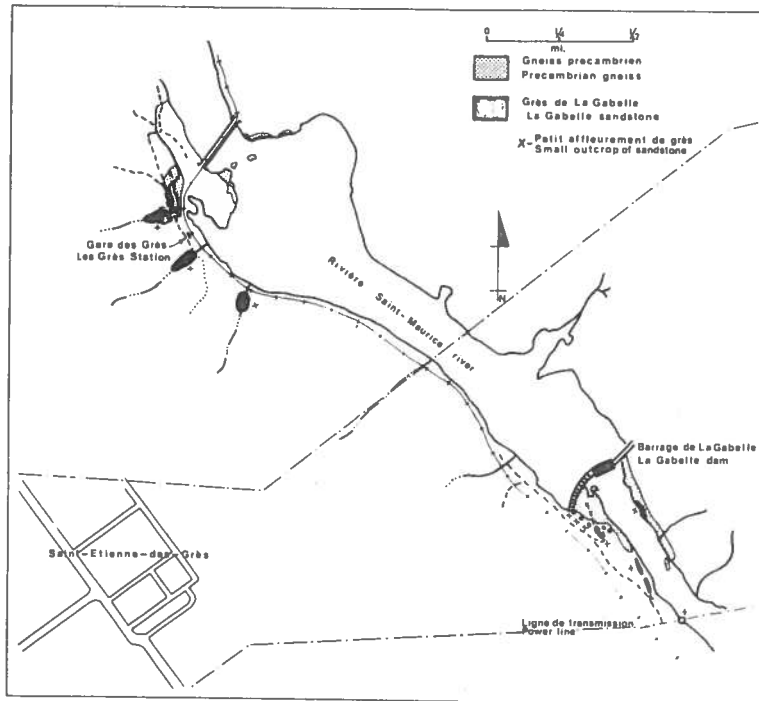 0 1/4 1/2
mi.
Gneiss precambrien
Precambrian gneiss
Grès de La Gabelle
La Gabelle sandstone
x- Petit affleurement de grès
Small outcrop of sandstone
Gare des Grès
Les Grès Station
N
Rivière Saint-Maurice river
Barrage de La Gabelle
La Gabelle dam
Saint-Etienne-des-Grès
Ligne de transmission
Power line